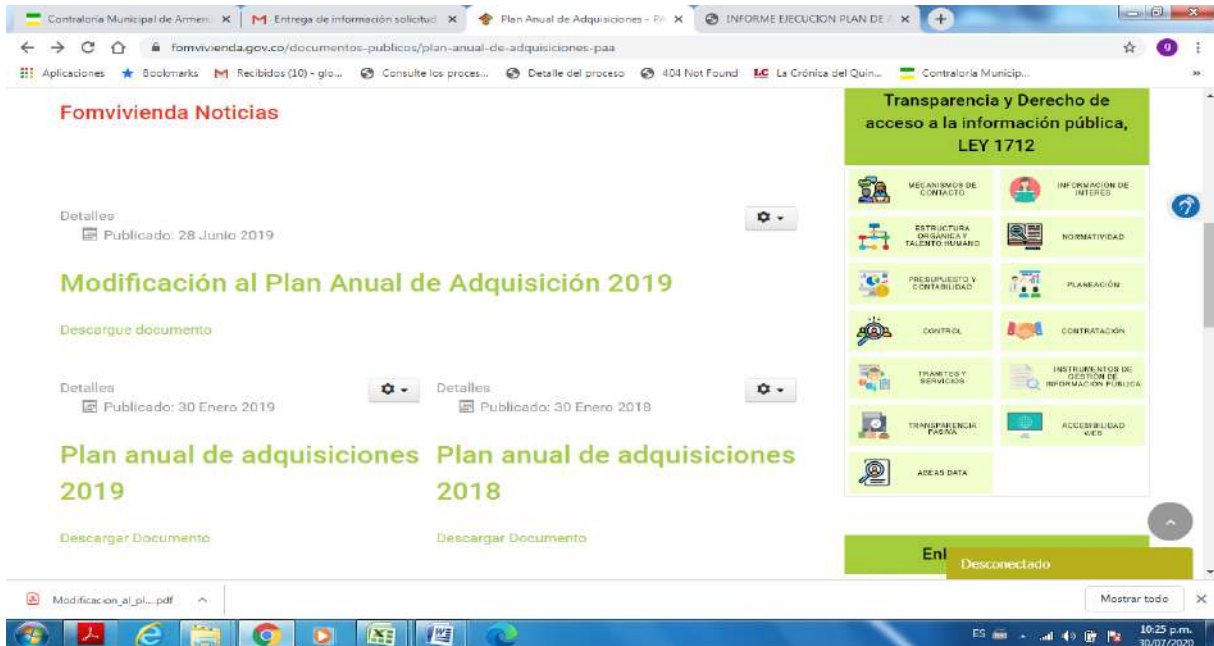 Contraloría Municipal de Armen
Entrega de información solicitud
Plan Anual de Adquisiciones - PA
INFORME EJECUCION PLAN DE A
fomvivienda.gov.co/documentos-publicos/plan-anual-de-adquisiciones-paa
g
Aplicaciones
Bookmarks
Recibidos (10) - glo...
Consulte los proces...
Detalle del proceso
404 Not Found
LC La Crónica del Quin...
Contraloría Municip...
Fomvivienda Noticias
Detalles
Publicado: 28 Junio 2019
Modificación al Plan Anual de Adquisición 2019
Descargue documento
Detalles
Publicado: 30 Enero 2019
Plan anual de adquisiciones
2019
Descargar Documento
Detalles
Publicado: 30 Enero 2018
Plan anual de adquisiciones
2018
Descargar Documento
Transparencia y Derecho de
acceso a la información pública,
LEY 1712
MECANISMOS DE
CONTACTO
INFORMACION DE
INTERES
ESTRUCTURA
ORGÁNICA Y
TALENTO HUMANO
NORMATIVIDAD
PRESUPUESTO Y
CONTABILIDAD
PLANEACIÓN
CONTROL
CONTRATACIÓN
TRAMITES Y
SERVICIOS
INSTRUMENTOS DE
GESTIÓN DE
INFORMACION PUBLICA
TRANSPARENCIA
PASIVA
ACCESIBILIDAD
WEB
ABEAS DATA
Enl
Desconectado
Modificacion_al_pl....pdf
Mostrar todo
ES
10:25 p.m.
30/07/2020